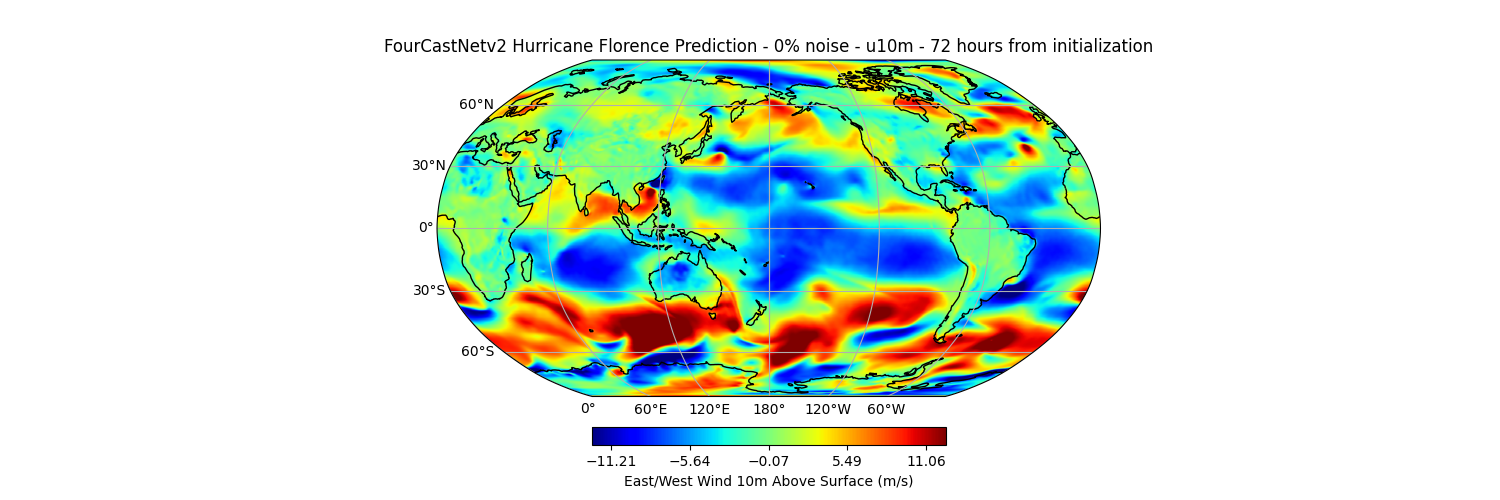 FourCastNetv2 Hurricane Florence Prediction - 0% noise - u10m - 72 hours from initialization
60°N
30°N
0°
30°S
60°S
0° 60°E 120°E 180° 120°W 60°W
−11.21 −5.64 −0.07 5.49 11.06
East/West Wind 10m Above Surface (m/s)